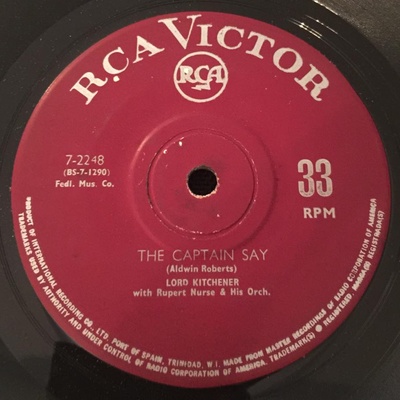 RCA VICTOR
RCA
7-2248
(BS-7-1290)
Fedl. Mus. Co.
33
RPM
THE CAPTAIN SAY
(Aldwin Roberts)
LORD KITCHENER
with Rupert Nurse & His Orch.
PRODUCT OF INTERNATIONAL RECORDING CO., LTD. PORT OF SPAIN, TRINIDAD, W.I. MADE FROM MASTER RECORDINGS OF RADIO CORPORATION OF AMERICA
TRADEMARKS USED BY AUTHORITY AND UNDER CONTROL OF RADIO CORPORATION OF AMERICA. TRADEMARK(S) ® REGISTERED. REGISTRADA(S)